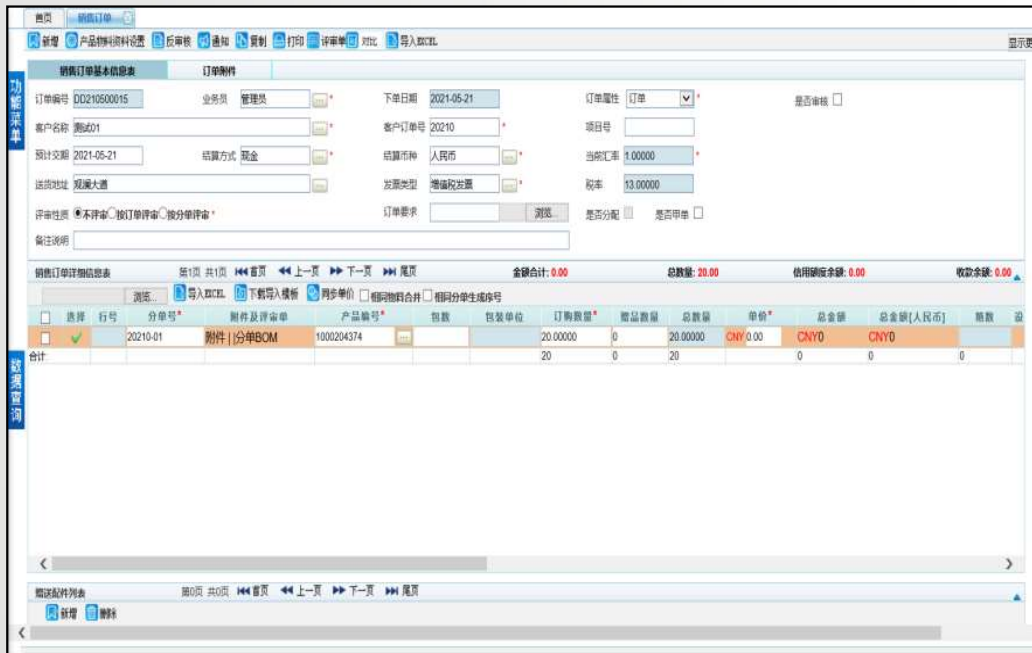 首页 销售订单
新增 产品物料资料设置 反审核 通知 复制 打印 评审单 对比 导入EXCEL 显示更
功能菜单
销售订单基本信息表 订单附件
订单编号 DD210500015 业务员 管理员 ... * 下单日期 2021-05-21 订单属性 订单 * 是否审核
客户名称 测试01 ... * 客户订单号 20210 * 项目号
预计交期 2021-05-21 结算方式 现金 ... * 结算币种 人民币 ... * 当前汇率 1.00000 *
送货地址 观澜大道 ... 发票类型 增值税发票 ... * 税率 13.00000
评审性质 不评审 按订单评审 按分单评审 * 订单要求 浏览... 是否分配 是否甲单
备注说明
销售订单详细信息表 第1页 共1页 首页 上一页 下一页 尾页 金额合计: 0.00 总数量: 20.00 信用额度余额: 0.00 收款余额: 0.00
浏览... 导入EXCEL 下载导入模板 同步单价 相同物料合并 相同分单生成序号
选择 行号 分单号* 附件及评审单 产品编号* 包数 包装单位 订购数量* 赠品数量 总数量 单价* 总金额 总金额[人民币] 箱数 设
20210-01 附件 | |分单BOM 1000204374 ... 20.00000 0 20.00000 CNY 0.00 CNY0 CNY0
合计: 20 0 20 0 0 0
数据查询
赠送配件列表 第0页 共0页 首页 上一页 下一页 尾页
新增 删除